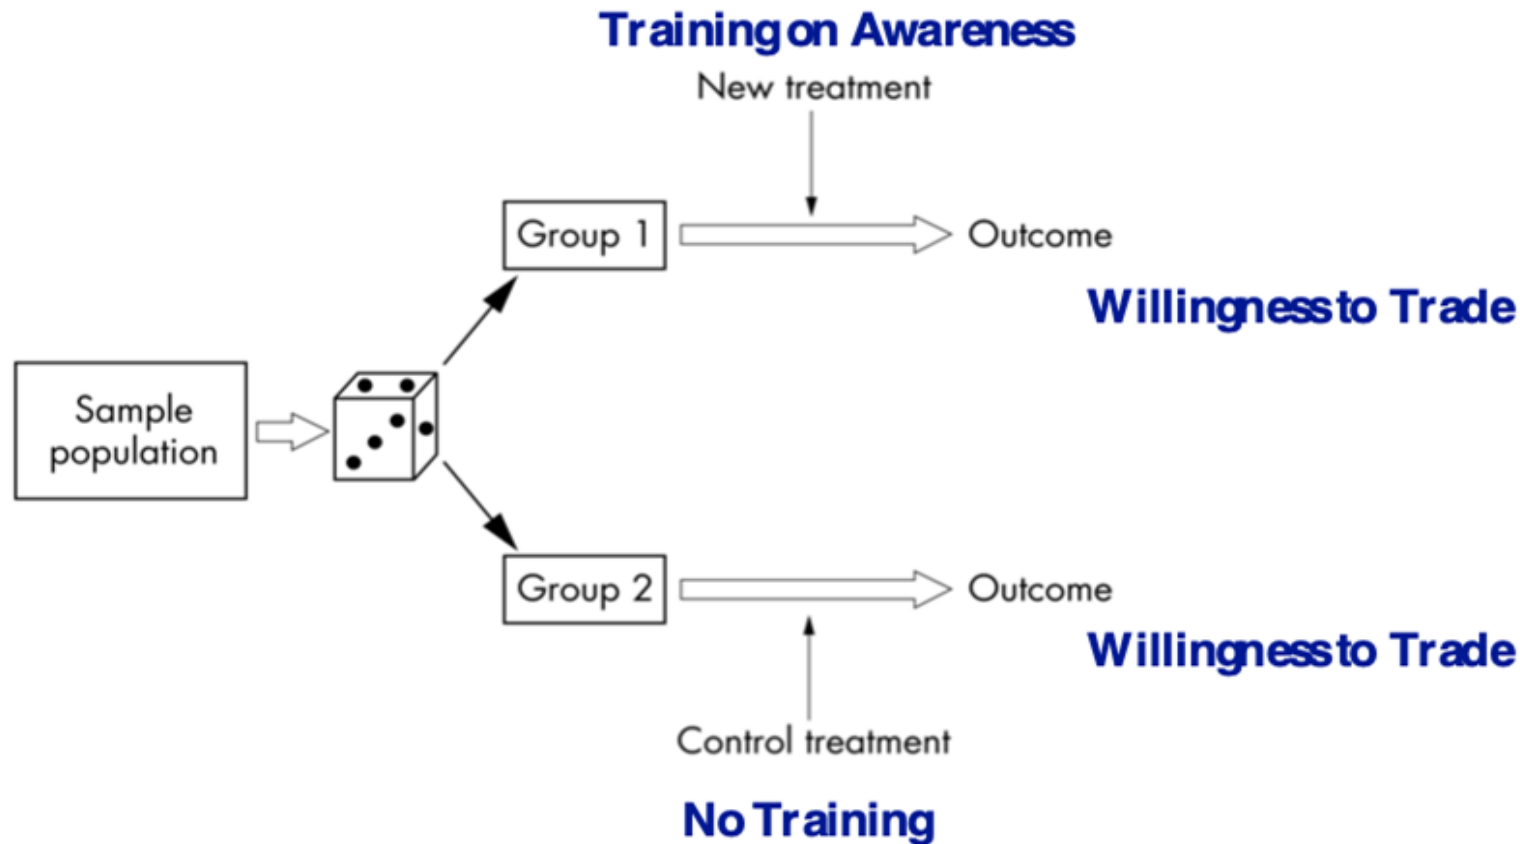 Training on Awareness
New treatment
Group 1
Outcome
Willingness to Trade
Sample
population
Group 2
Outcome
Willingness to Trade
Control treatment
No Training